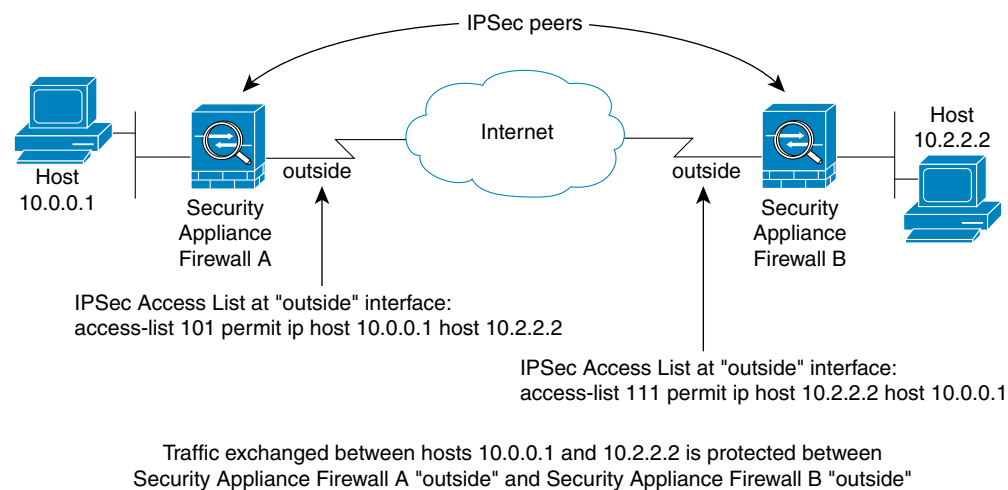 IPSec peers
Internet
Host
10.0.0.1
outside
Security
Appliance
Firewall A
outside
Security
Appliance
Firewall B
Host
10.2.2.2
IPSec Access List at "outside" interface:
access-list 101 permit ip host 10.0.0.1 host 10.2.2.2
IPSec Access List at "outside" interface:
access-list 111 permit ip host 10.2.2.2 host 10.0.0.1
Traffic exchanged between hosts 10.0.0.1 and 10.2.2.2 is protected between
Security Appliance Firewall A "outside" and Security Appliance Firewall B "outside"